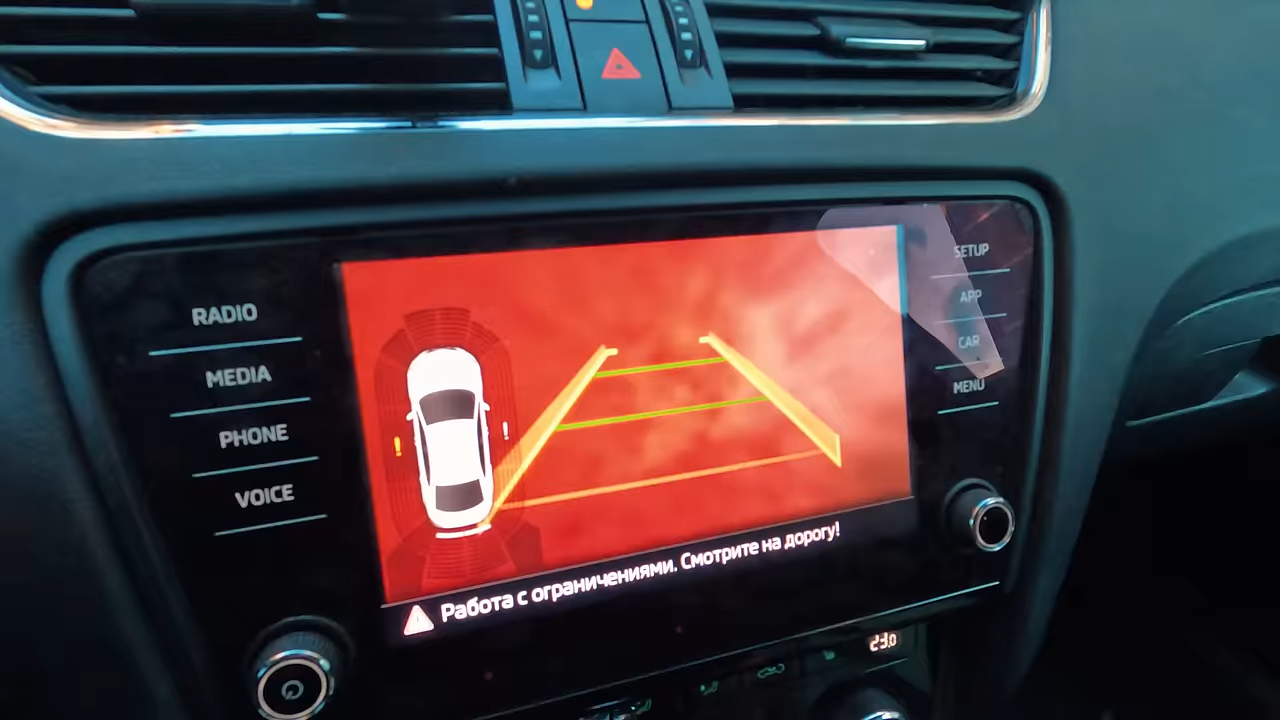 RADIO
MEDIA
PHONE
VOICE
SETUP
APP
CAR
MENU
Работа с ограничениями. Смотрите на дорогу!
23.0